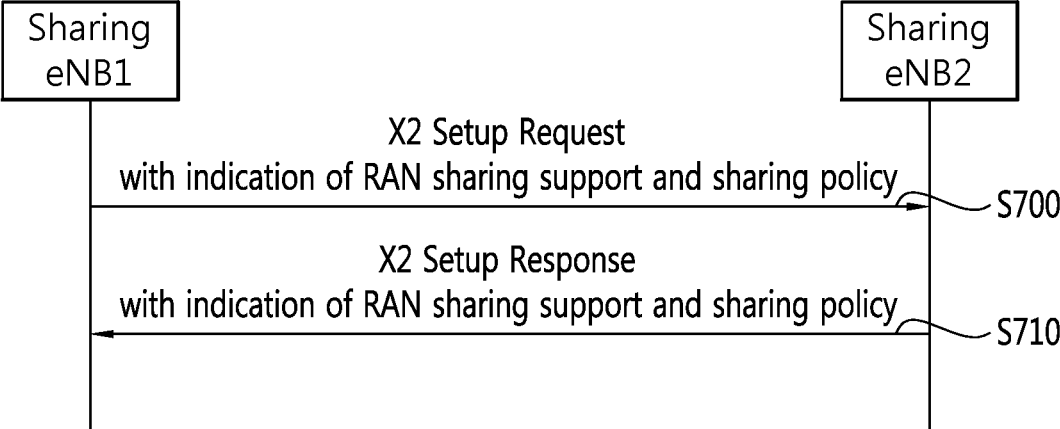 Sharing
eNB1
Sharing
eNB2
X2 Setup Request
with indication of RAN sharing support and sharing policy
S700
X2 Setup Response
with indication of RAN sharing support and sharing policy
S710